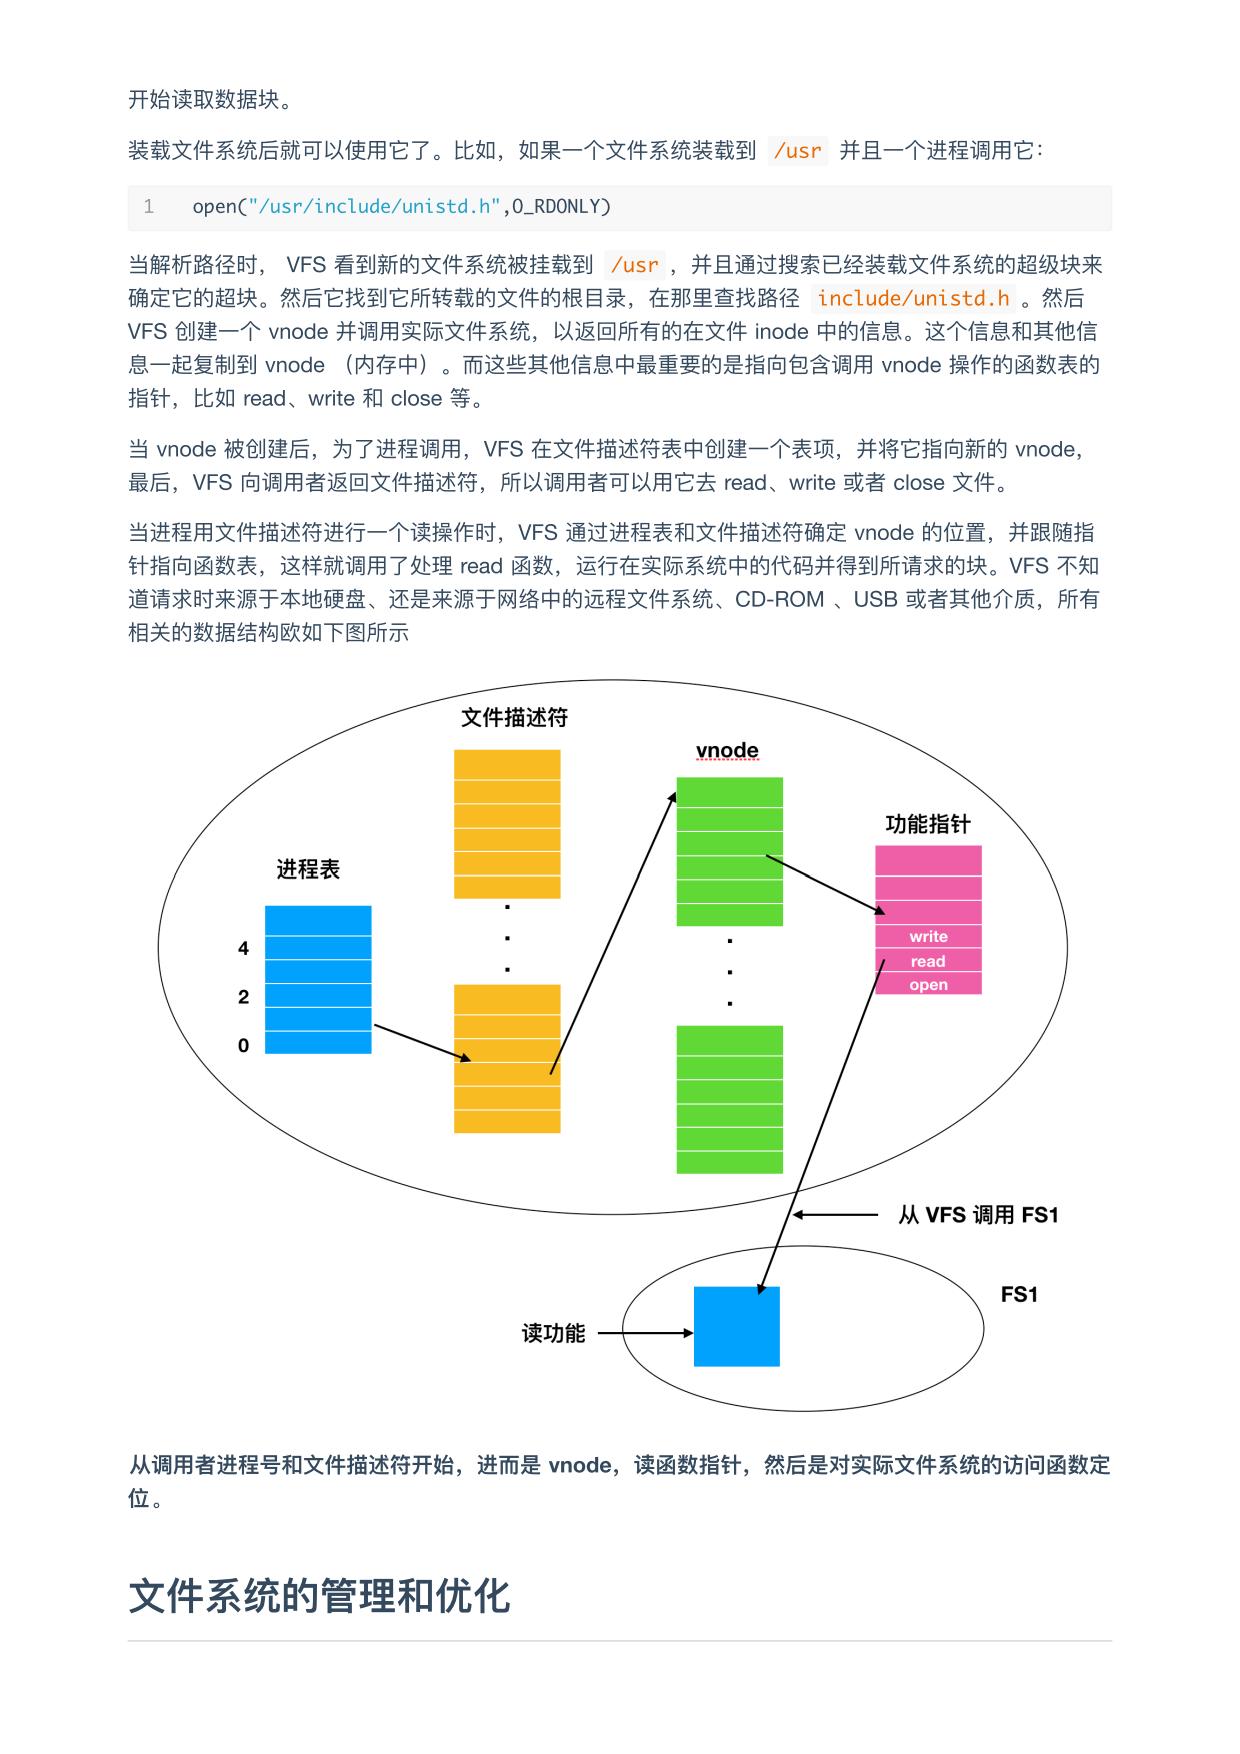 开始读取数据块。
装载文件系统后就可以使用它了。比如，如果一个文件系统装载到 /usr 并且一个进程调用它：
1 open("/usr/include/unistd.h",O_RDONLY)
当解析路径时， VFS 看到新的文件系统被挂载到 /usr ，并且通过搜索已经装载文件系统的超级块来
确定它的超块。然后它找到它所转载的文件的根目录，在那里查找路径 include/unistd.h 。然后
VFS 创建一个 vnode 并调用实际文件系统，以返回所有的在文件 inode 中的信息。这个信息和其他信
息一起复制到 vnode （内存中）。而这些其他信息中最重要的是指向包含调用 vnode 操作的函数表的
指针，比如 read、write 和 close 等。
当 vnode 被创建后，为了进程调用，VFS 在文件描述符表中创建一个表项，并将它指向新的 vnode，
最后，VFS 向调用者返回文件描述符，所以调用者可以用它去 read、write 或者 close 文件。
当进程用文件描述符进行一个读操作时，VFS 通过进程表和文件描述符确定 vnode 的位置，并跟随指
针指向函数表，这样就调用了处理 read 函数，运行在实际系统中的代码并得到所请求的块。VFS 不知
道请求时来源于本地硬盘、还是来源于网络中的远程文件系统、CD-ROM 、USB 或者其他介质，所有
相关的数据结构欧如下图所示
文件描述符
vnode
功能指针
进程表
4
2
0
write
read
open
从 VFS 调用 FS1
FS1
读功能
从调用者进程号和文件描述符开始，进而是 vnode，读函数指针，然后是对实际文件系统的访问函数定
位。
文件系统的管理和优化